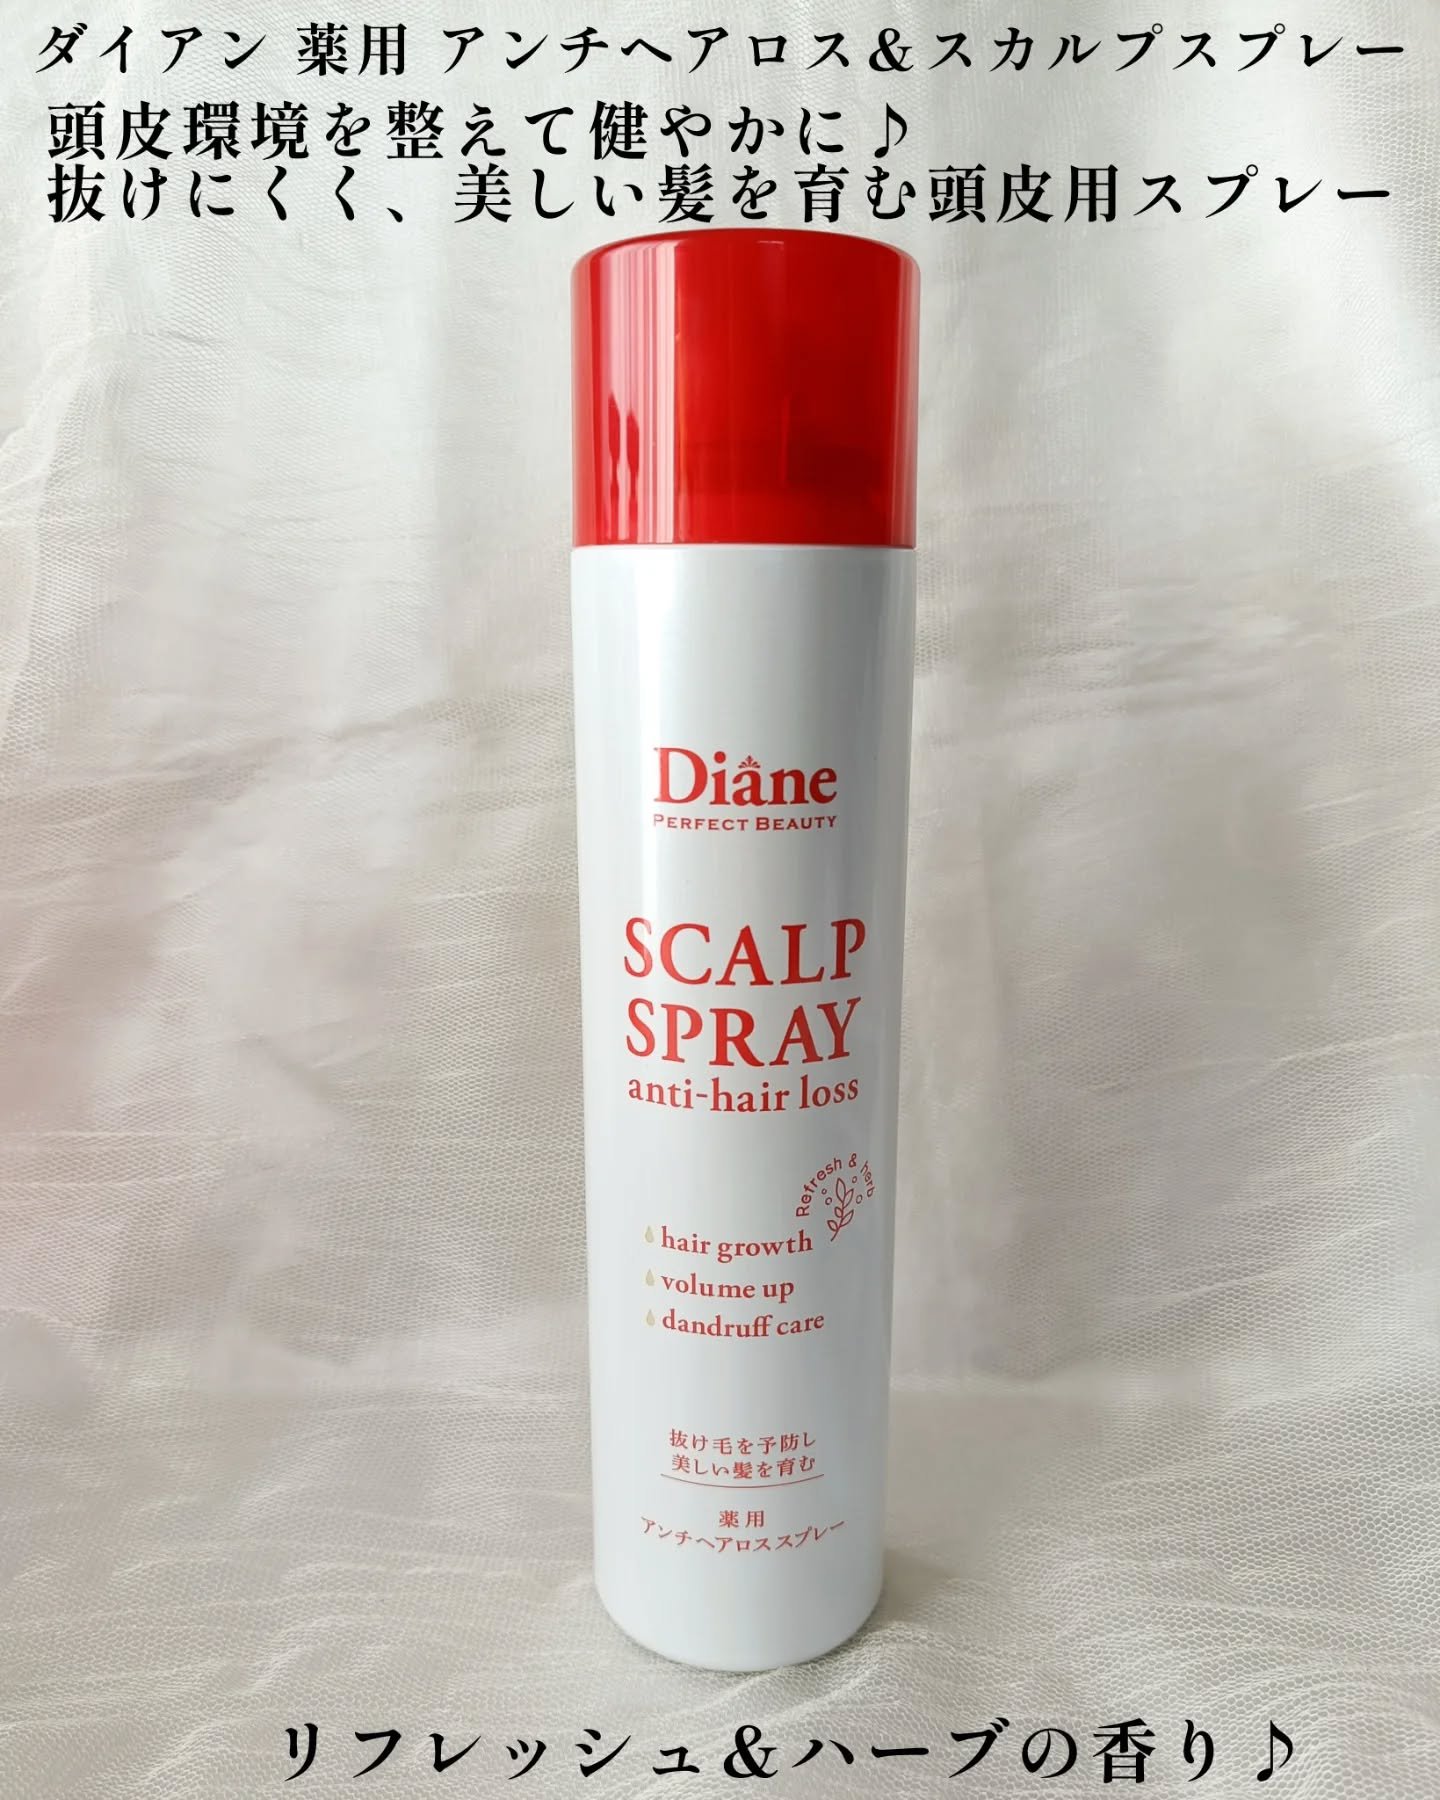 ダイアン 薬用 アンチヘアロス&スカルプスプレー
頭皮環境を整えて健やかに♪
抜けにくく、美しい髪を育む頭皮用スプレー
Diane
PERFECT BEAUTY
SCALP
SPRAY
anti-hair loss
Refresh & herb
hair growth
volume up
dandruff care
抜け毛を予防し
美しい髪を育む
薬用
アンチヘアロススプレー
リフレッシュ&ハーブの香り♪